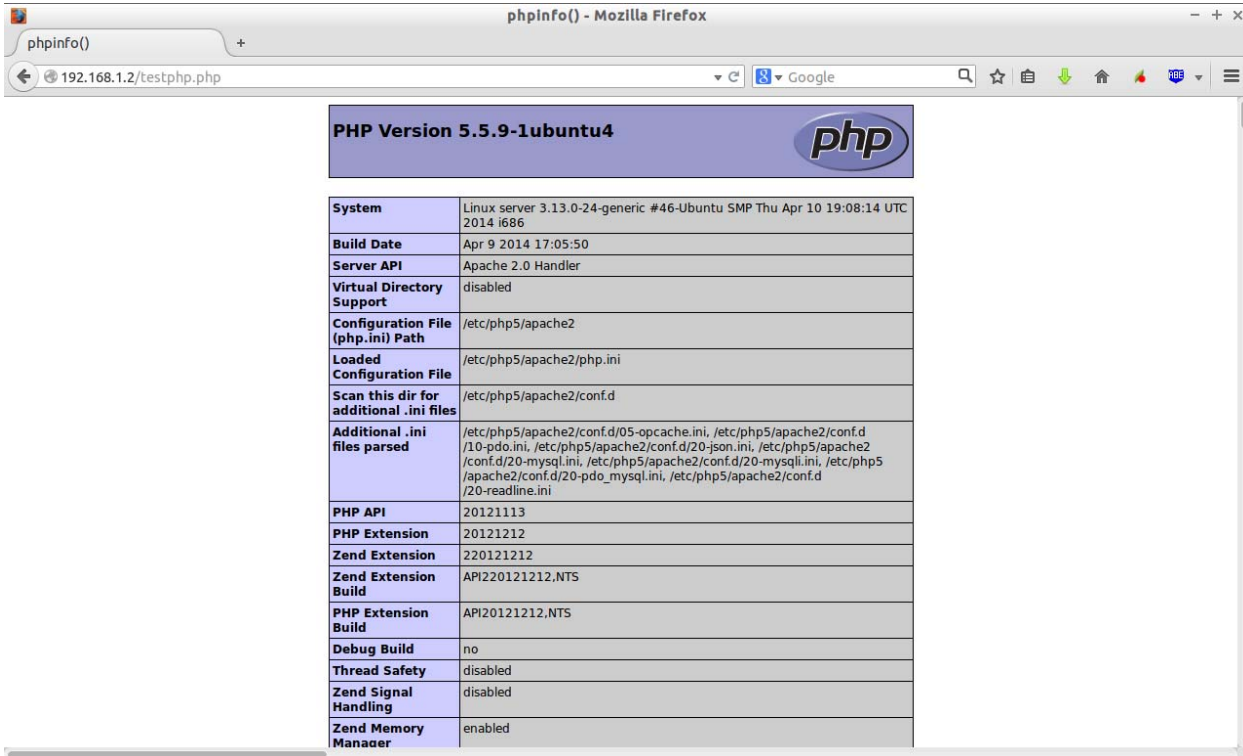 phpinfo() - Mozilla Firefox
phpinfo()
192.168.1.2/testphp.php
Google
PHP Version 5.5.9-1ubuntu4
php
System
Linux server 3.13.0-24-generic #46-Ubuntu SMP Thu Apr 10 19:08:14 UTC
2014 i686
Build Date
Apr 9 2014 17:05:50
Server API
Apache 2.0 Handler
Virtual Directory
Support
disabled
Configuration File
(php.ini) Path
/etc/php5/apache2
Loaded
Configuration File
/etc/php5/apache2/php.ini
Scan this dir for
additional .ini files
/etc/php5/apache2/conf.d
Additional .ini
files parsed
/etc/php5/apache2/conf.d/05-opcache.ini, /etc/php5/apache2/conf.d
/10-pdo.ini, /etc/php5/apache2/conf.d/20-json.ini, /etc/php5/apache2
/conf.d/20-mysql.ini, /etc/php5/apache2/conf.d/20-mysqli.ini, /etc/php5
/apache2/conf.d/20-pdo_mysql.ini, /etc/php5/apache2/conf.d
/20-readline.ini
PHP API
20121113
PHP Extension
20121212
Zend Extension
220121212
Zend Extension
Build
API220121212,NTS
PHP Extension
Build
API20121212,NTS
Debug Build
no
Thread Safety
disabled
Zend Signal
Handling
disabled
Zend Memory
Manager
enabled